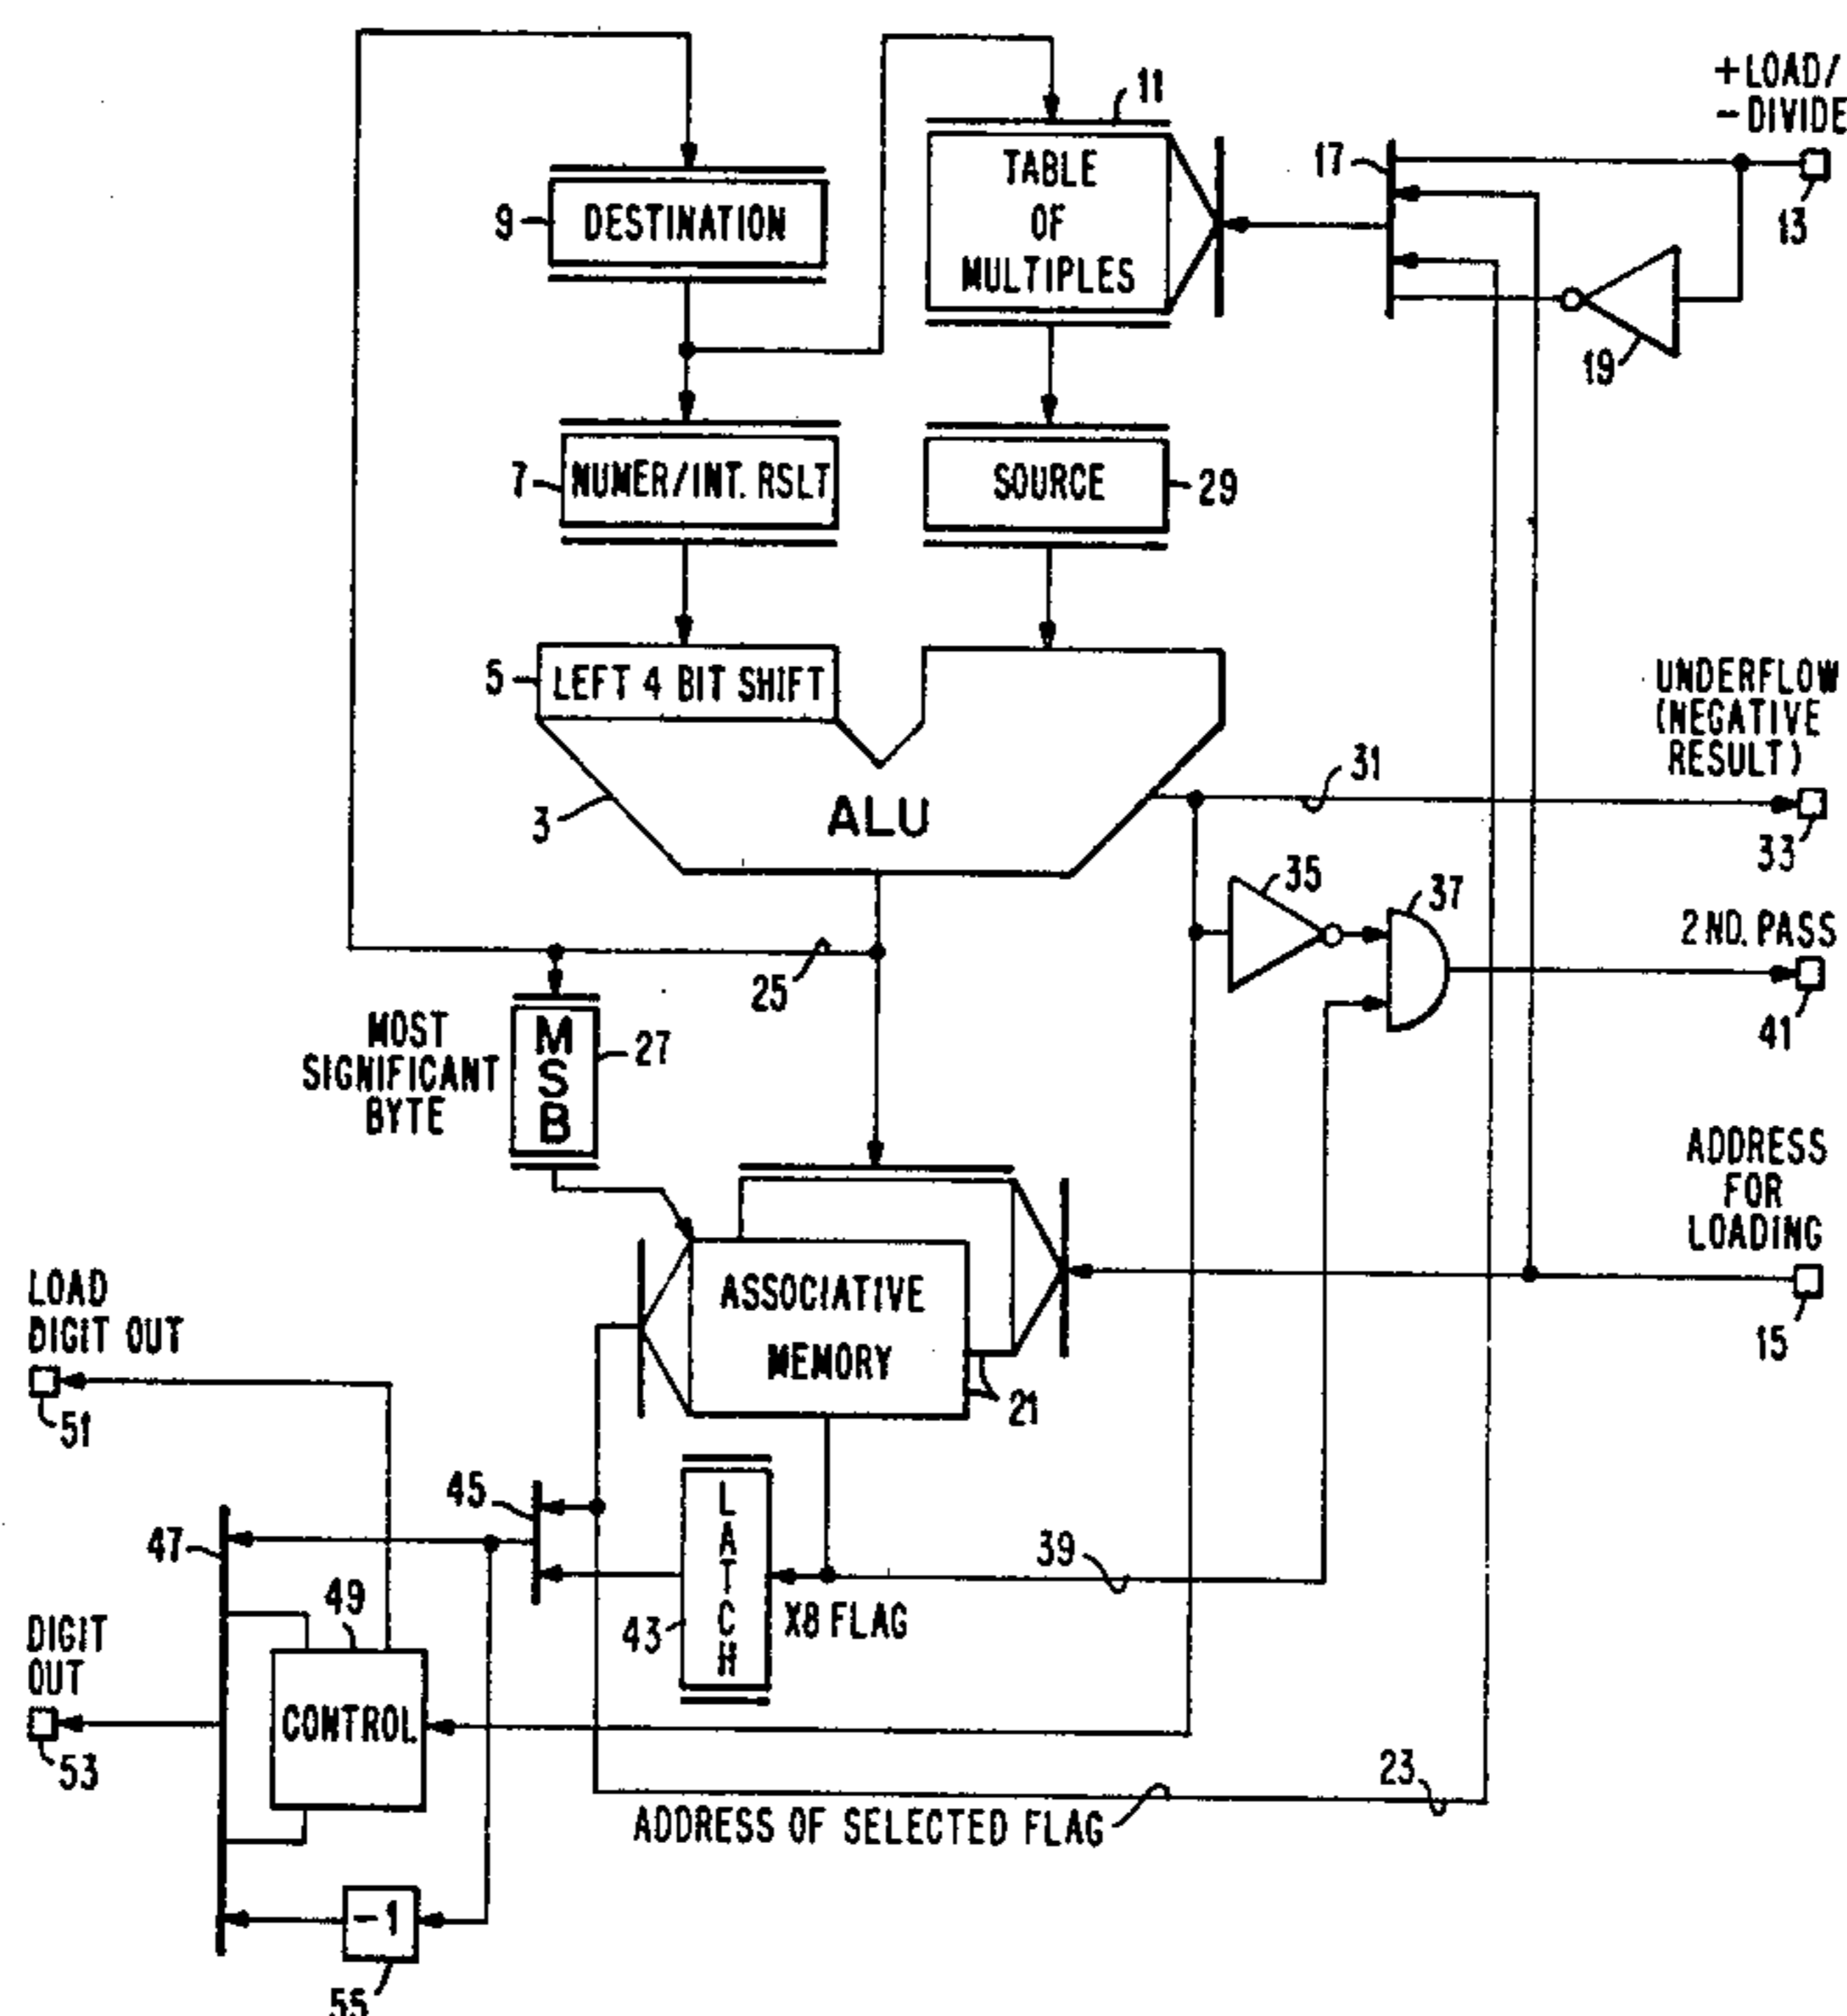 +LOAD/
-DIVIDE
11
17
13
TABLE
OF
MULTIPLES
9
DESTINATION
19
7
NUMER/INT. RSLT
SOURCE
29
5
LEFT 4 BIT SHIFT
UNDERFLOW
(NEGATIVE
RESULT)
31
3
ALU
33
35
37
2ND. PASS
25
41
MOST
SIGNIFICANT
BYTE
MSB
27
ADDRESS
FOR
LOADING
ASSOCIATIVE
MEMORY
15
LOAD
DIGIT OUT
21
51
45
LATCH
47
39
49
43
X8 FLAG
DIGIT
OUT
CONTROL
53
23
ADDRESS OF SELECTED FLAG
-1
55